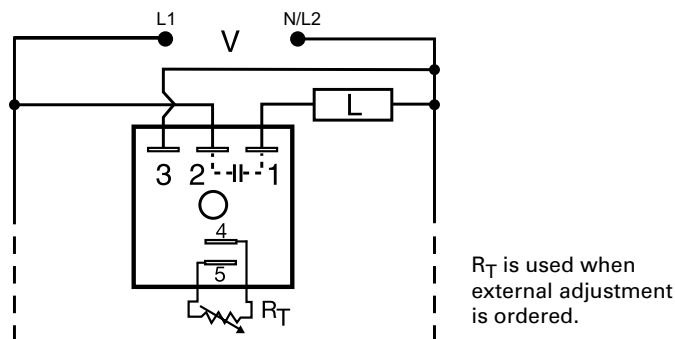 L1 V N/L2
L
3 2 1
4
5
RT
RT is used when
external adjustment
is ordered.